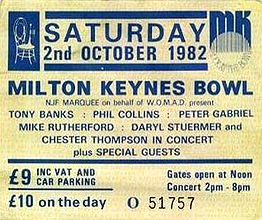 SATURDAY
2ND OCTOBER 1982
MK
MILTON KEYNES BOWL
NJF MARQUEE on behalf of W.O.M.A.D. present
TONY BANKS : PHIL COLLINS : PETER GABRIEL
MIKE RUTHERFORD : DARYL STUERMER and
CHESTER THOMPSON IN CONCERT
plus SPECIAL GUESTS
£9 INC VAT AND
CAR PARKING
Gates open at Noon
Concert 2pm - 8pm
£10 on the day
O 51757